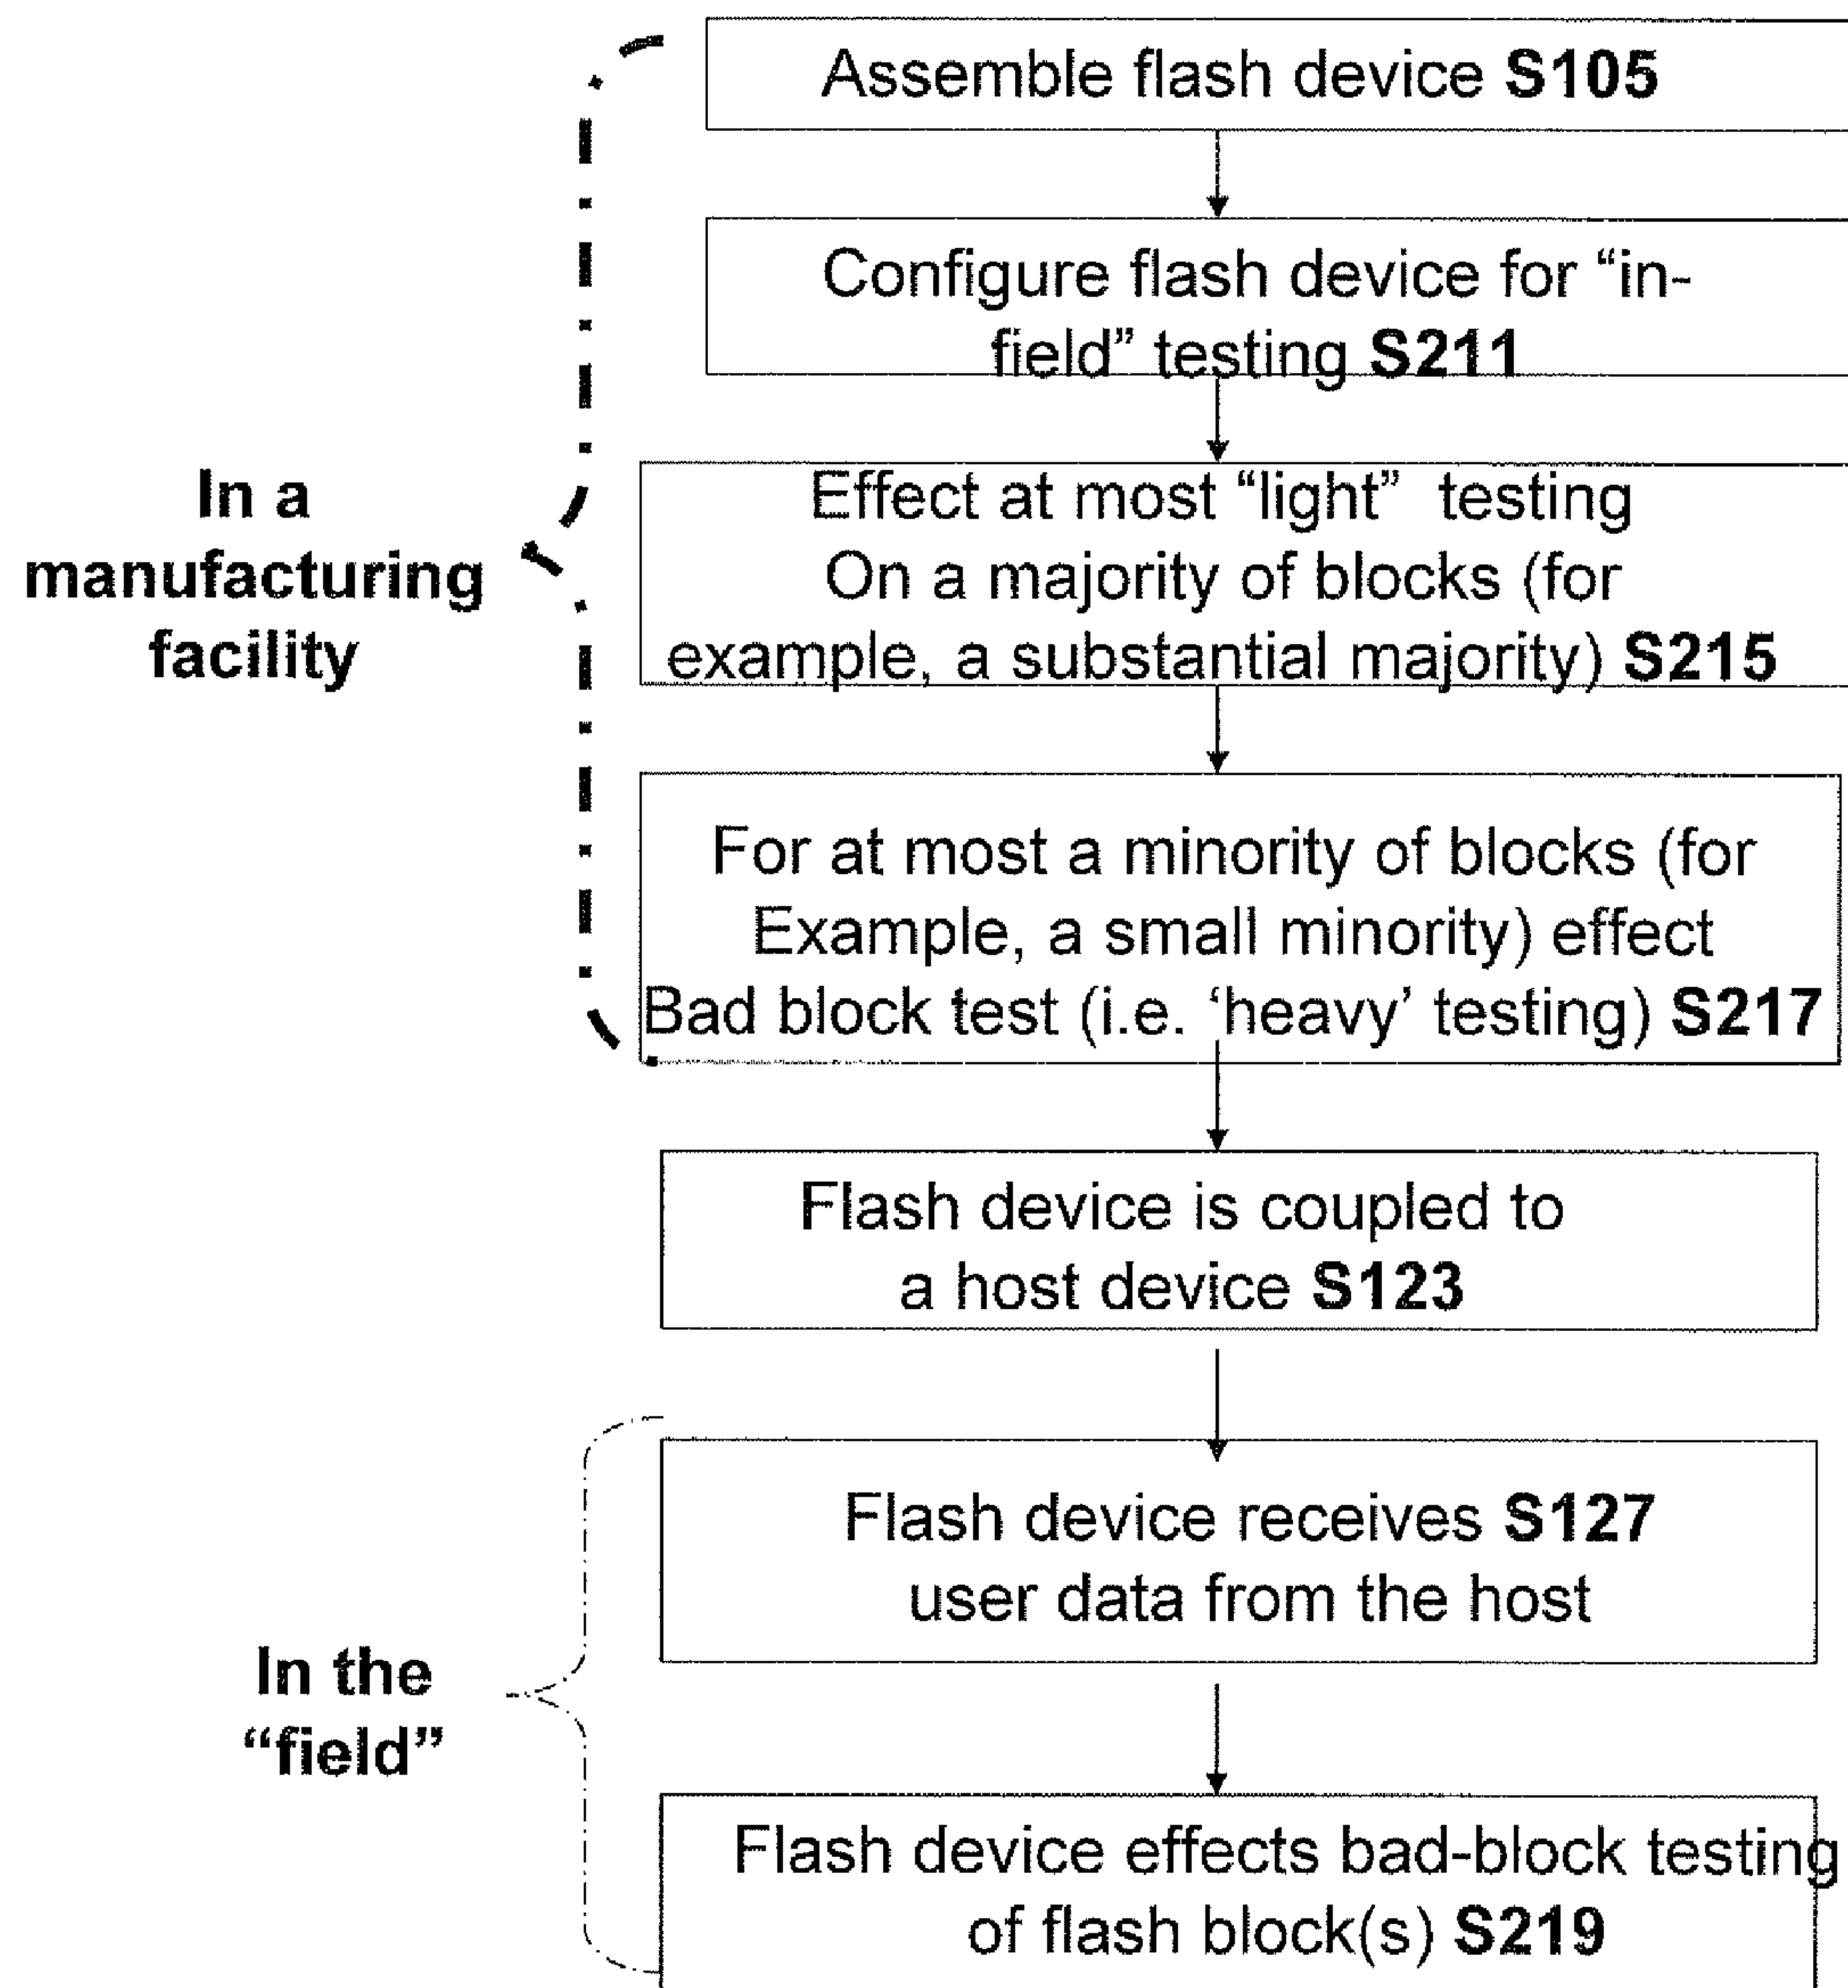 Assemble flash device S105
Configure flash device for “in-
field” testing S211
Effect at most “light” testing
On a majority of blocks (for
example, a substantial majority) S215
In a
manufacturing
facility
For at most a minority of blocks (for
Example, a small minority) effect
Bad block test (i.e. ‘heavy’ testing) S217
Flash device is coupled to
a host device S123
Flash device receives S127
user data from the host
In the
“field”
Flash device effects bad-block testing
of flash block(s) S219